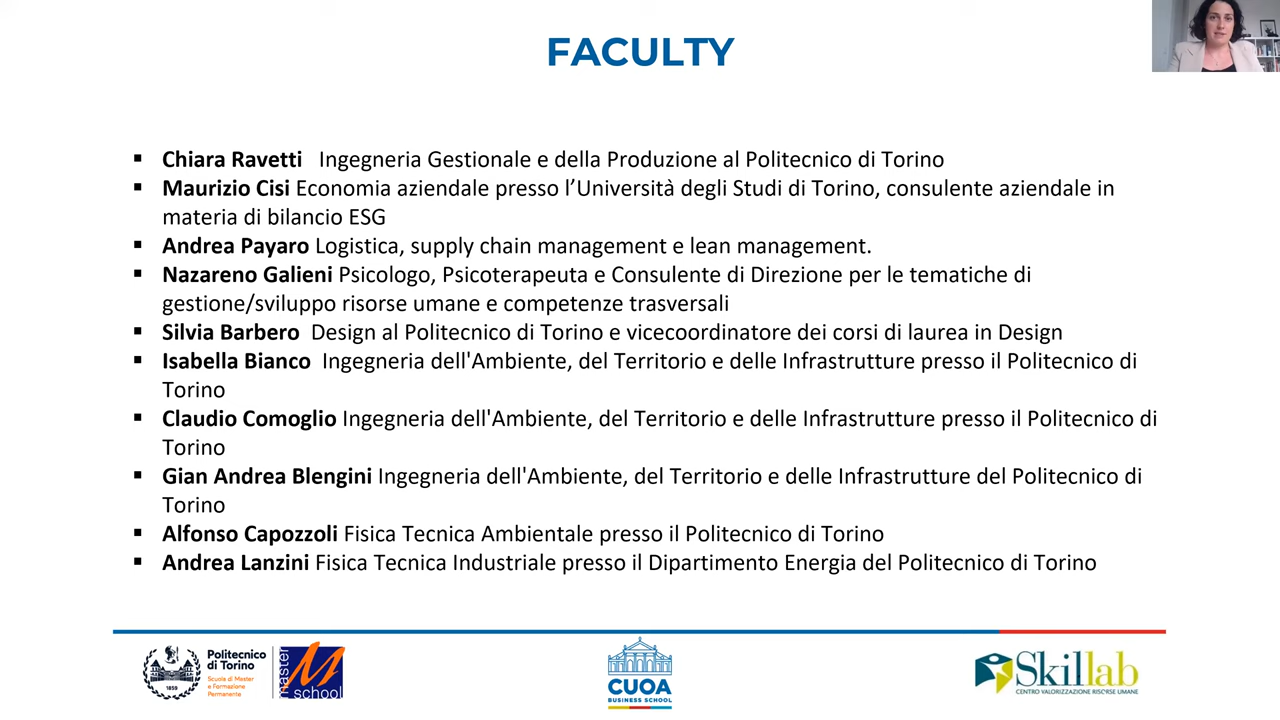 FACULTY
▪ Chiara Ravetti Ingegneria Gestionale e della Produzione al Politecnico di Torino
▪ Maurizio Cisi Economia aziendale presso l’Università degli Studi di Torino, consulente aziendale in
materia di bilancio ESG
▪ Andrea Payaro Logistica, supply chain management e lean management.
▪ Nazareno Galieni Psicologo, Psicoterapeuta e Consulente di Direzione per le tematiche di
gestione/sviluppo risorse umane e competenze trasversali
▪ Silvia Barbero Design al Politecnico di Torino e vicecoordinatore dei corsi di laurea in Design
▪ Isabella Bianco Ingegneria dell'Ambiente, del Territorio e delle Infrastrutture presso il Politecnico di
Torino
▪ Claudio Comoglio Ingegneria dell'Ambiente, del Territorio e delle Infrastrutture presso il Politecnico di
Torino
▪ Gian Andrea Blengini Ingegneria dell'Ambiente, del Territorio e delle Infrastrutture del Politecnico di
Torino
▪ Alfonso Capozzoli Fisica Tecnica Ambientale presso il Politecnico di Torino
▪ Andrea Lanzini Fisica Tecnica Industriale presso il Dipartimento Energia del Politecnico di Torino
1859
Politecnico
di Torino
Scuola di Master
e Formazione
Permanente
master
school
CUOA
BUSINESS SCHOOL
Skillab
CENTRO VALORIZZAZIONE RISORSE UMANE